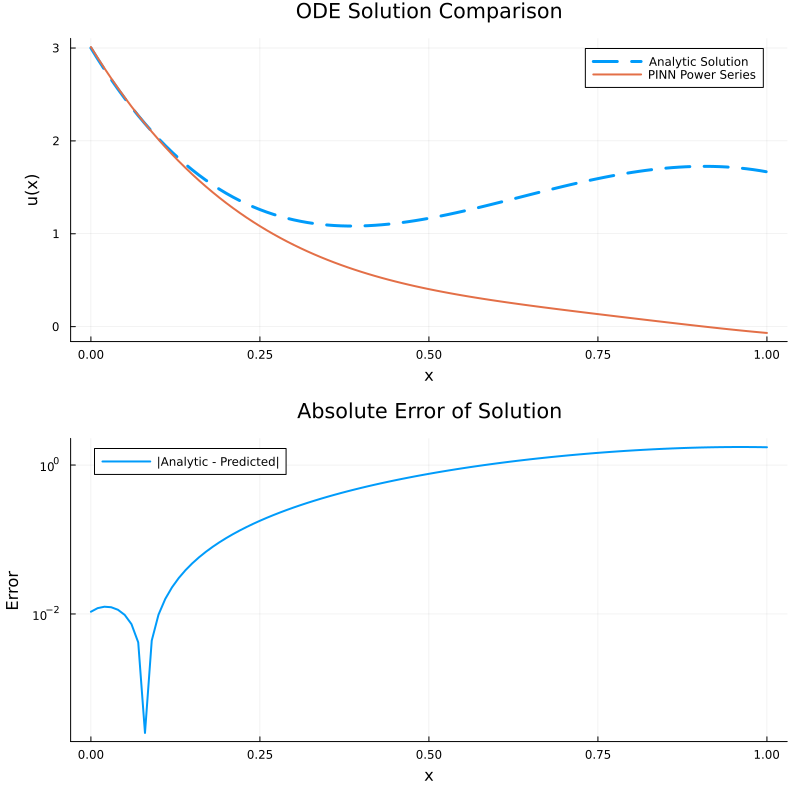 ODE Solution Comparison
3
2
1
0
u(x)
Analytic Solution
PINN Power Series
0.00 0.25 0.50 0.75 1.00
x
Absolute Error of Solution
10⁰
10⁻²
Error
|Analytic - Predicted|
0.00 0.25 0.50 0.75 1.00
x